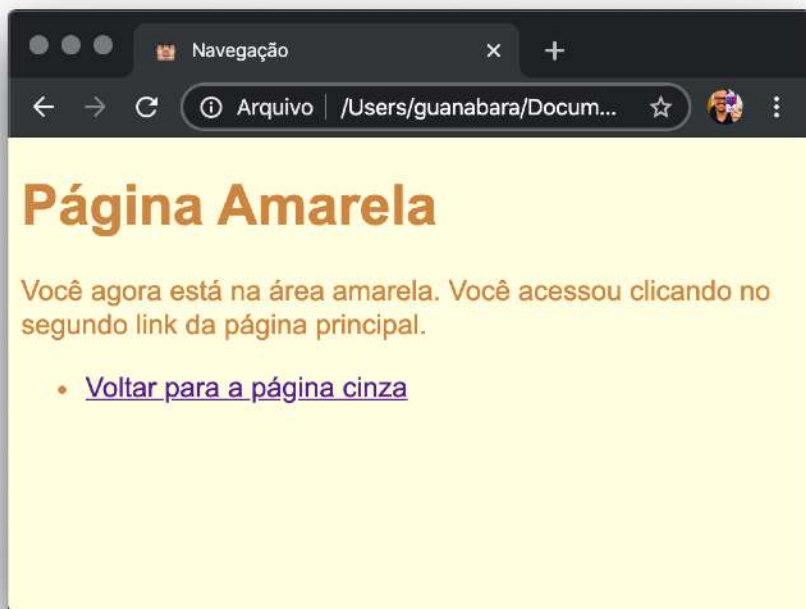 Navegação
Arquivo /Users/guanabara/Docum...
Página Amarela
Você agora está na área amarela. Você acessou clicando no
segundo link da página principal.
Voltar para a página cinza